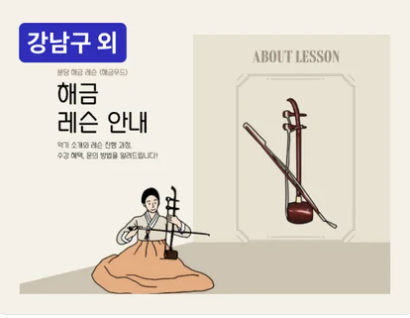 강남구 외
분당 해금 레슨 (해금무드)
ABOUT LESSON
해금
레슨 안내
악기 소개와 레슨 진행 과정,
수강 혜택, 문의 방법을 알려드립니다!